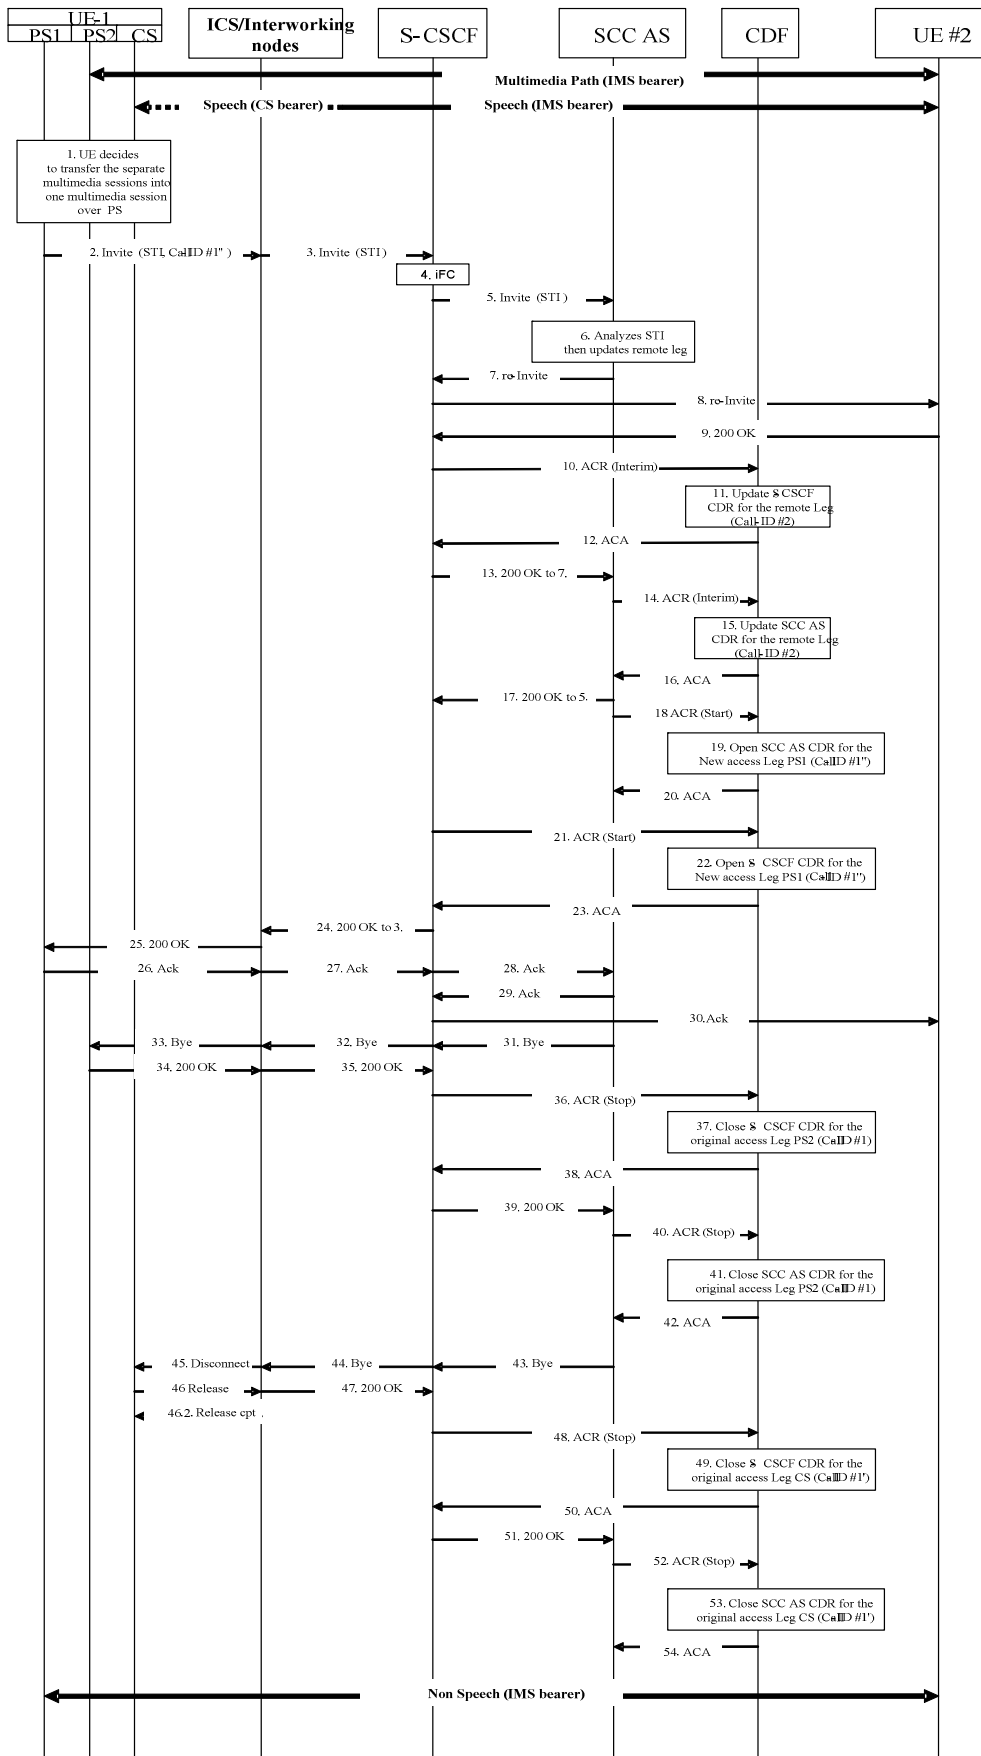 UE-1
PS1 PS2 CS
ICS/Interworking
nodes
S-CSCF
SCC AS
CDF
UE #2
Multimedia Path (IMS bearer)
Speech (CS bearer)
Speech (IMS bearer)
1. UE decides
to transfer the separate
multimedia sessions into
one multimedia session
over PS
2. Invite (STI, Call-ID #1'' )
3. Invite (STI)
4. iFC
5. Invite (STI )
6. Analyzes STI
then updates remote leg
7. re-Invite
8. re-Invite
9. 200 OK
10. ACR (Interim)
11. Update S-CSCF
CDR for the remote Leg
(Call-ID #2)
12. ACA
13. 200 OK to 7.
14. ACR (Interim)
15. Update SCC AS
CDR for the remote Leg
(Call-ID #2)
16. ACA
17. 200 OK to 5.
18 ACR (Start)
19. Open SCC AS CDR for the
New access Leg PS1 (Call-ID #1'')
20. ACA
21. ACR (Start)
22. Open S-CSCF CDR for the
New access Leg PS1 (Call-ID #1'')
23. ACA
24. 200 OK to 3.
25. 200 OK
26. Ack
27. Ack
28. Ack
29. Ack
30. Ack
31. Bye
32. Bye
33. Bye
34. 200 OK
35. 200 OK
36. ACR (Stop)
37. Close S-CSCF CDR for the
original access Leg PS2 (Call-ID #1)
38. ACA
39. 200 OK
40. ACR (Stop)
41. Close SCC AS CDR for the
original access Leg PS2 (Call-ID #1)
42. ACA
43. Bye
44. Bye
45. Disconnect
46 Release
47. 200 OK
46.2. Release cpt .
48. ACR (Stop)
49. Close S-CSCF CDR for the
original access Leg CS (Call-ID #1')
50. ACA
51. 200 OK
52. ACR (Stop)
53. Close SCC AS CDR for the
original access Leg CS (Call-ID #1')
54. ACA
Non Speech (IMS bearer)